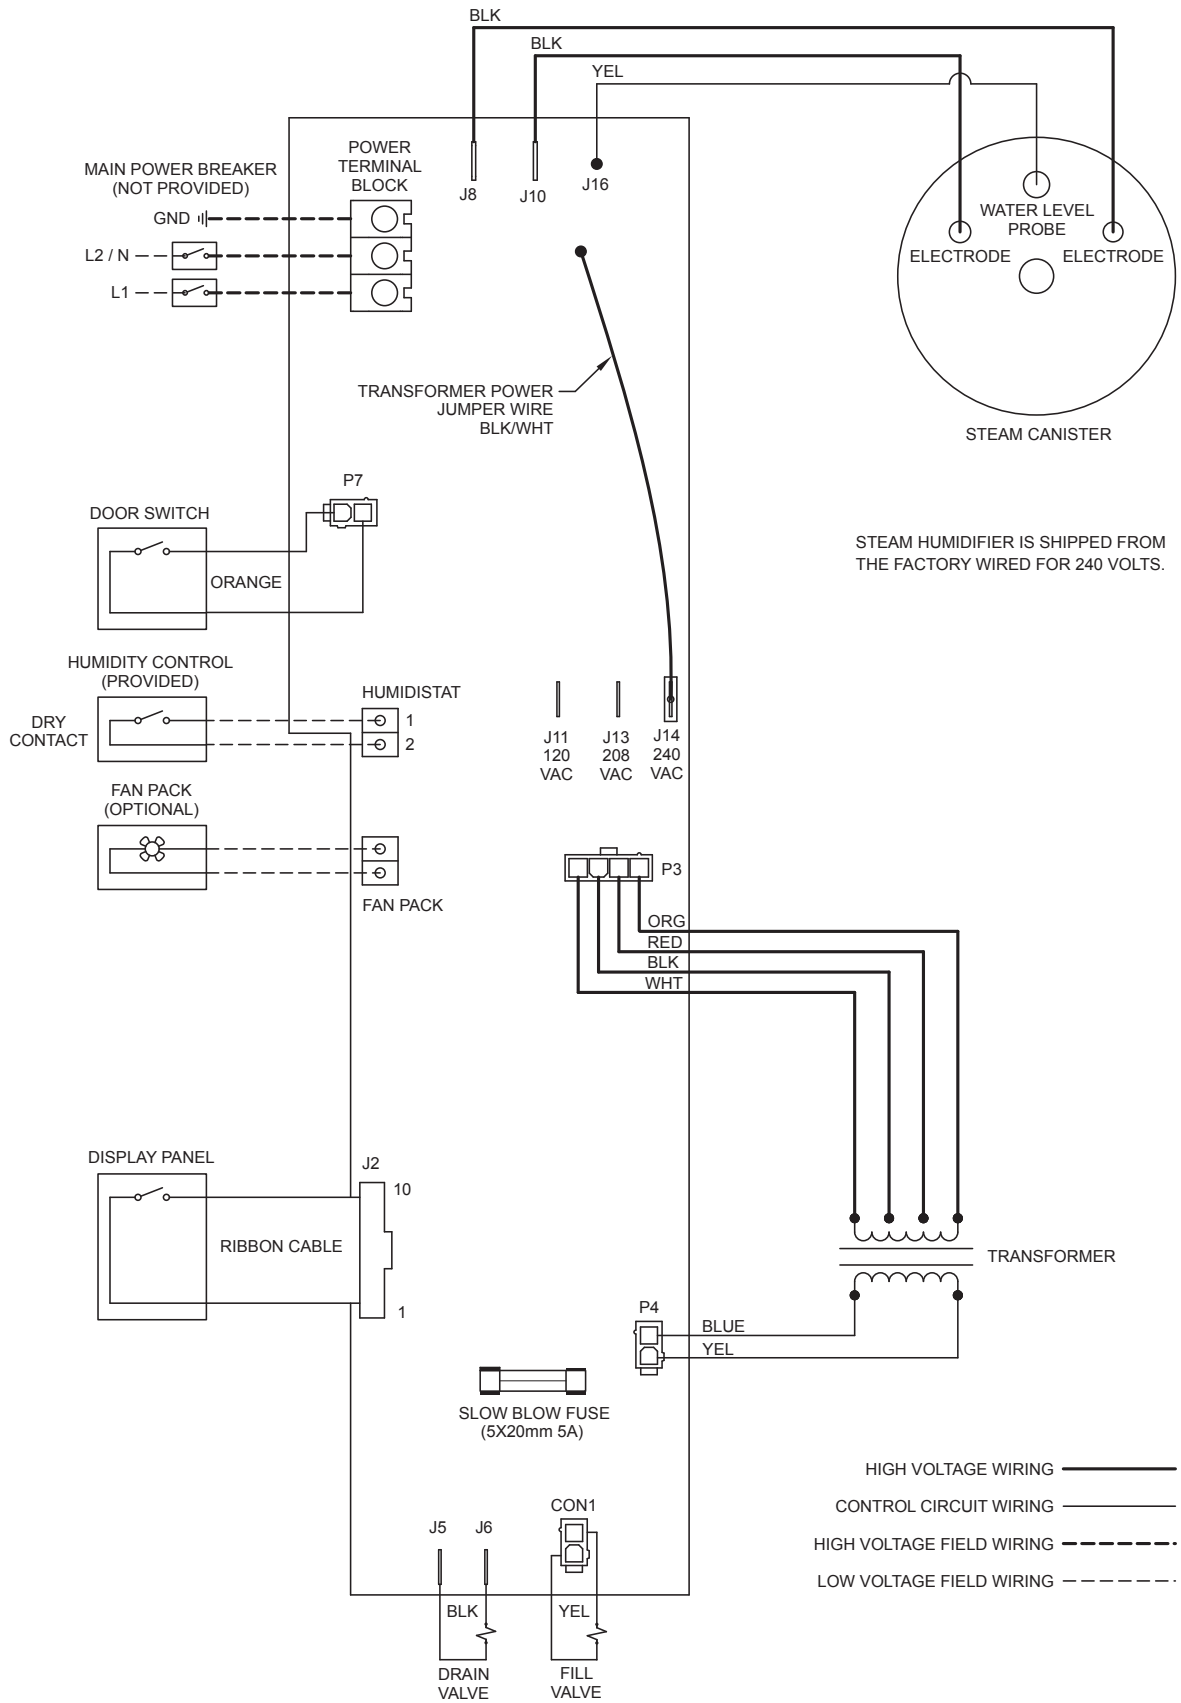 BLK
BLK
YEL
POWER
TERMINAL
BLOCK
MAIN POWER BREAKER
(NOT PROVIDED)
GND
L2 / N
L1
J8
J10
J16
WATER LEVEL
PROBE
ELECTRODE
ELECTRODE
STEAM CANISTER
TRANSFORMER POWER
JUMPER WIRE
BLK/WHT
P7
DOOR SWITCH
ORANGE
STEAM HUMIDIFIER IS SHIPPED FROM
THE FACTORY WIRED FOR 240 VOLTS.
HUMIDITY CONTROL
(PROVIDED)
DRY
CONTACT
HUMIDISTAT
1
2
J11
120
VAC
J13
208
VAC
J14
240
VAC
FAN PACK
(OPTIONAL)
FAN PACK
P3
ORG
RED
BLK
WHT
DISPLAY PANEL
J2
10
RIBBON CABLE
1
TRANSFORMER
P4
BLUE
YEL
SLOW BLOW FUSE
(5X20mm 5A)
HIGH VOLTAGE WIRING
CONTROL CIRCUIT WIRING
HIGH VOLTAGE FIELD WIRING
LOW VOLTAGE FIELD WIRING
J5
J6
CON1
BLK
YEL
DRAIN
VALVE
FILL
VALVE